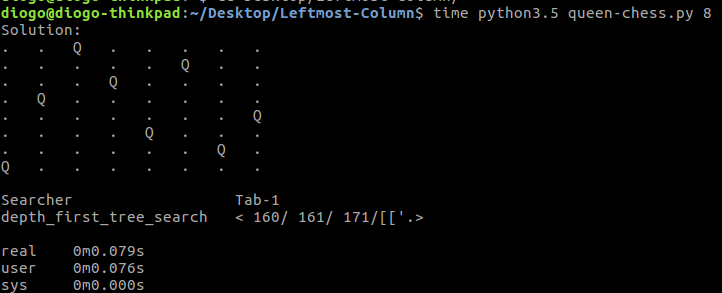 diogo@diogo-thinkpad:~/Desktop/Leftmost-Column$ time python3.5 queen-chess.py 8
Solution:
.   .   Q   .   .   .   .   .
.   .   .   .   .   Q   .   .
.   .   .   Q   .   .   .   .
.   Q   .   .   .   .   .   .
.   .   .   .   .   .   .   Q
.   .   .   .   Q   .   .   .
.   .   .   .   .   .   Q   .
Q   .   .   .   .   .   .   .
Searcher                  Tab-1
depth_first_tree_search   < 160/ 161/ 171/[['.>
real    0m0.079s
user    0m0.076s
sys     0m0.000s